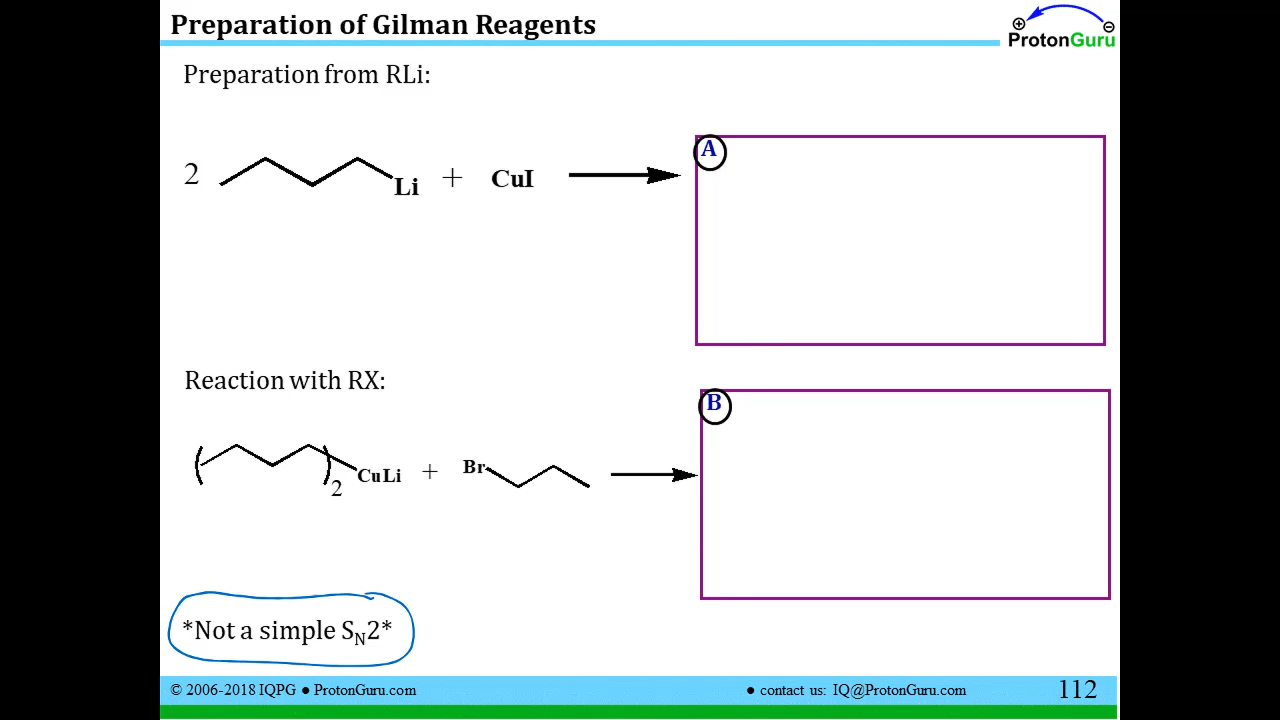 Preparation of Gilman Reagents
⊕ ⊖
ProtonGuru
Preparation from RLi:
2 Li + CuI
A
Reaction with RX:
( )2 CuLi + Br
B
*Not a simple SN2*
© 2006-2018 IQPG ● ProtonGuru.com ● contact us: IQ@ProtonGuru.com 112